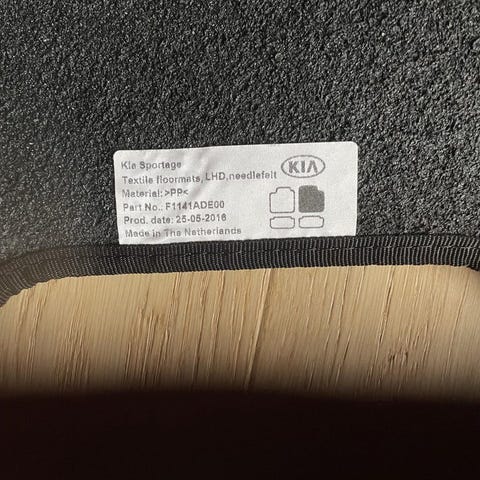 Kia Sportage
Textile floormats, LHD,needlefelt
Material: >PP<
Part No.: F1141ADE00
Prod. date: 25-05-2016
Made in The Netherlands
KIA